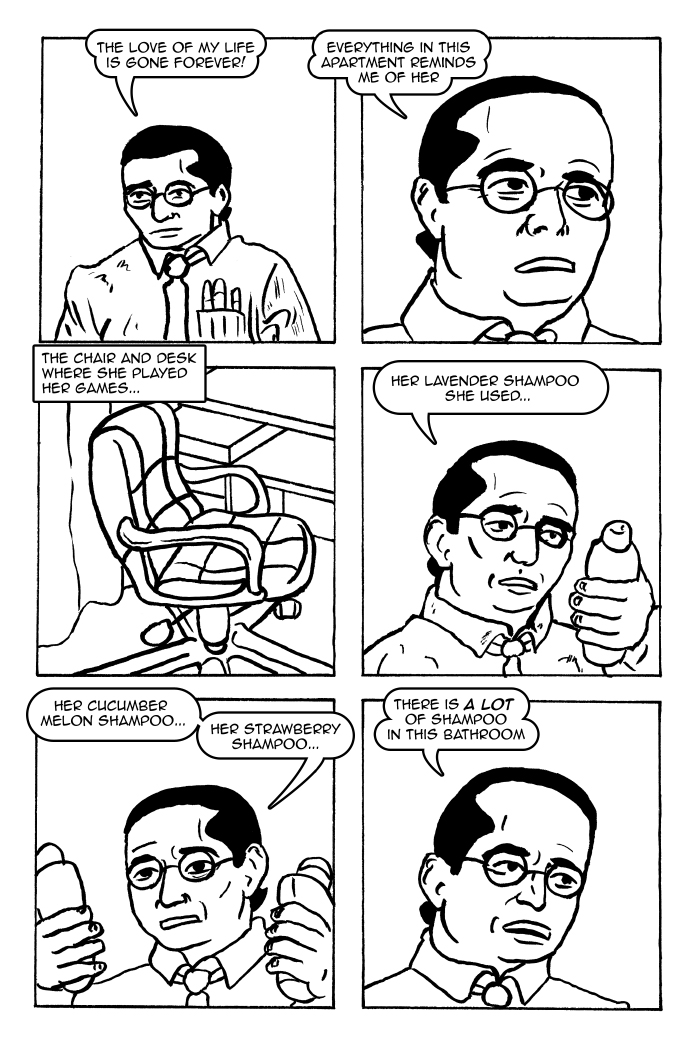 THE LOVE OF MY LIFE
IS GONE FOREVER!
EVERYTHING IN THIS
APARTMENT REMINDS
ME OF HER
THE CHAIR AND DESK
WHERE SHE PLAYED
HER GAMES...
HER LAVENDER SHAMPOO
SHE USED...
HER CUCUMBER
MELON SHAMPOO...
HER STRAWBERRY
SHAMPOO...
THERE IS A LOT
OF SHAMPOO
IN THIS BATHROOM